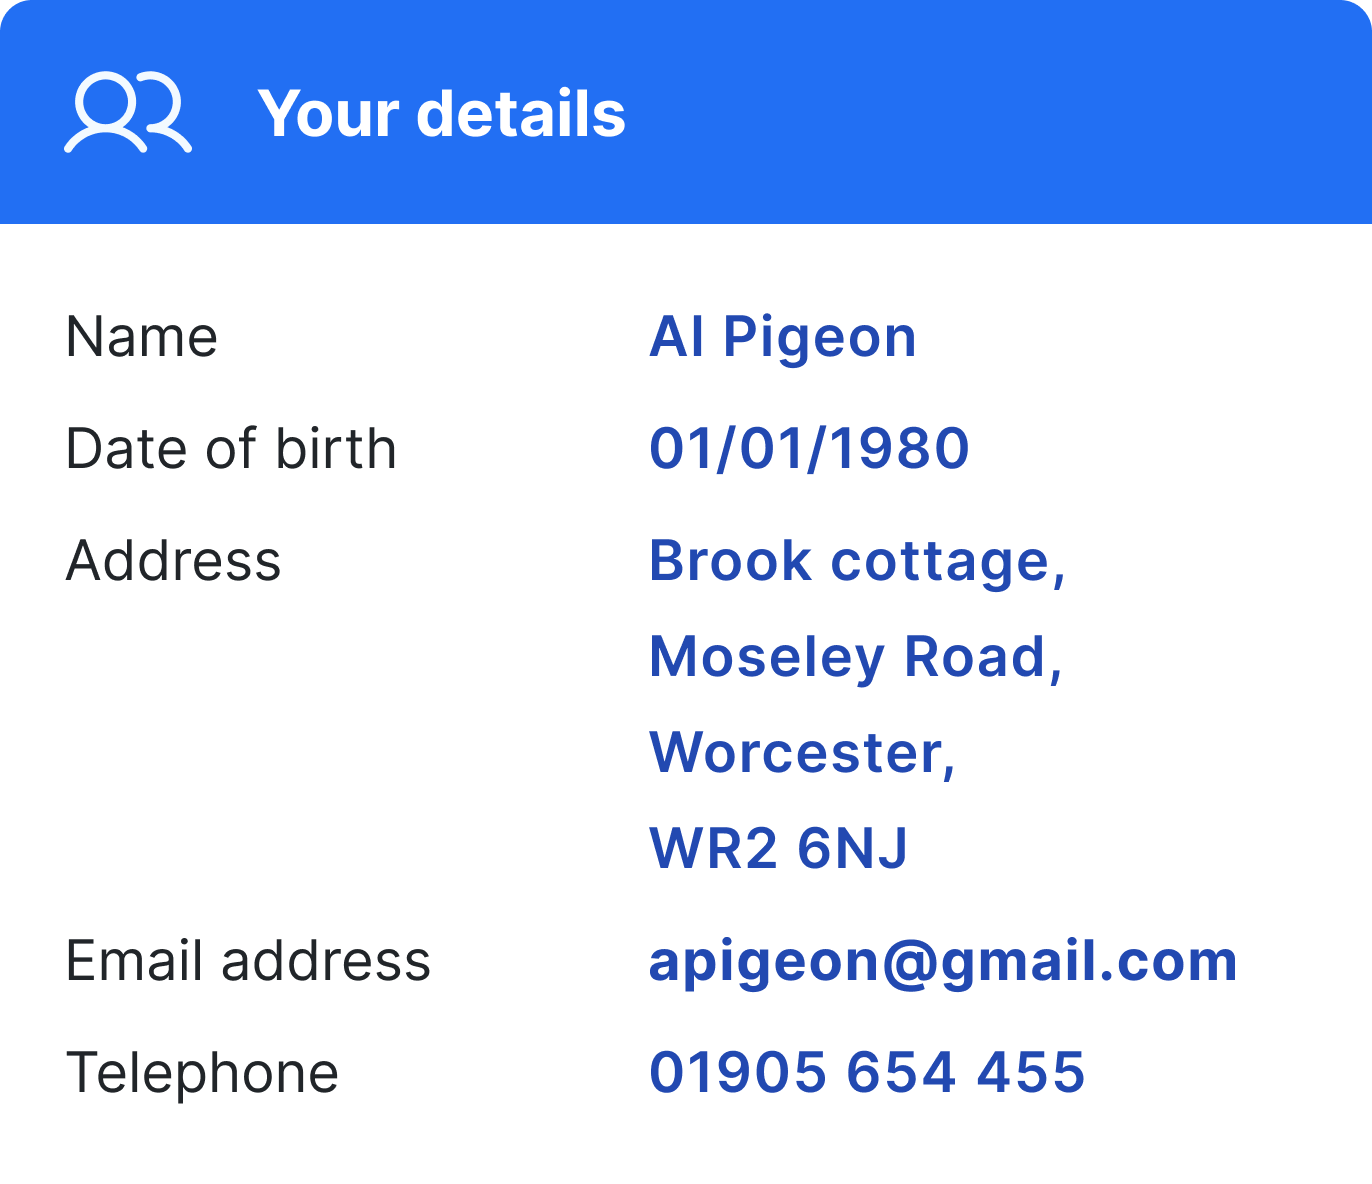 Your details
Name Al Pigeon
Date of birth 01/01/1980
Address Brook cottage,
Moseley Road,
Worcester,
WR2 6NJ
Email address apigeon@gmail.com
Telephone 01905 654 455